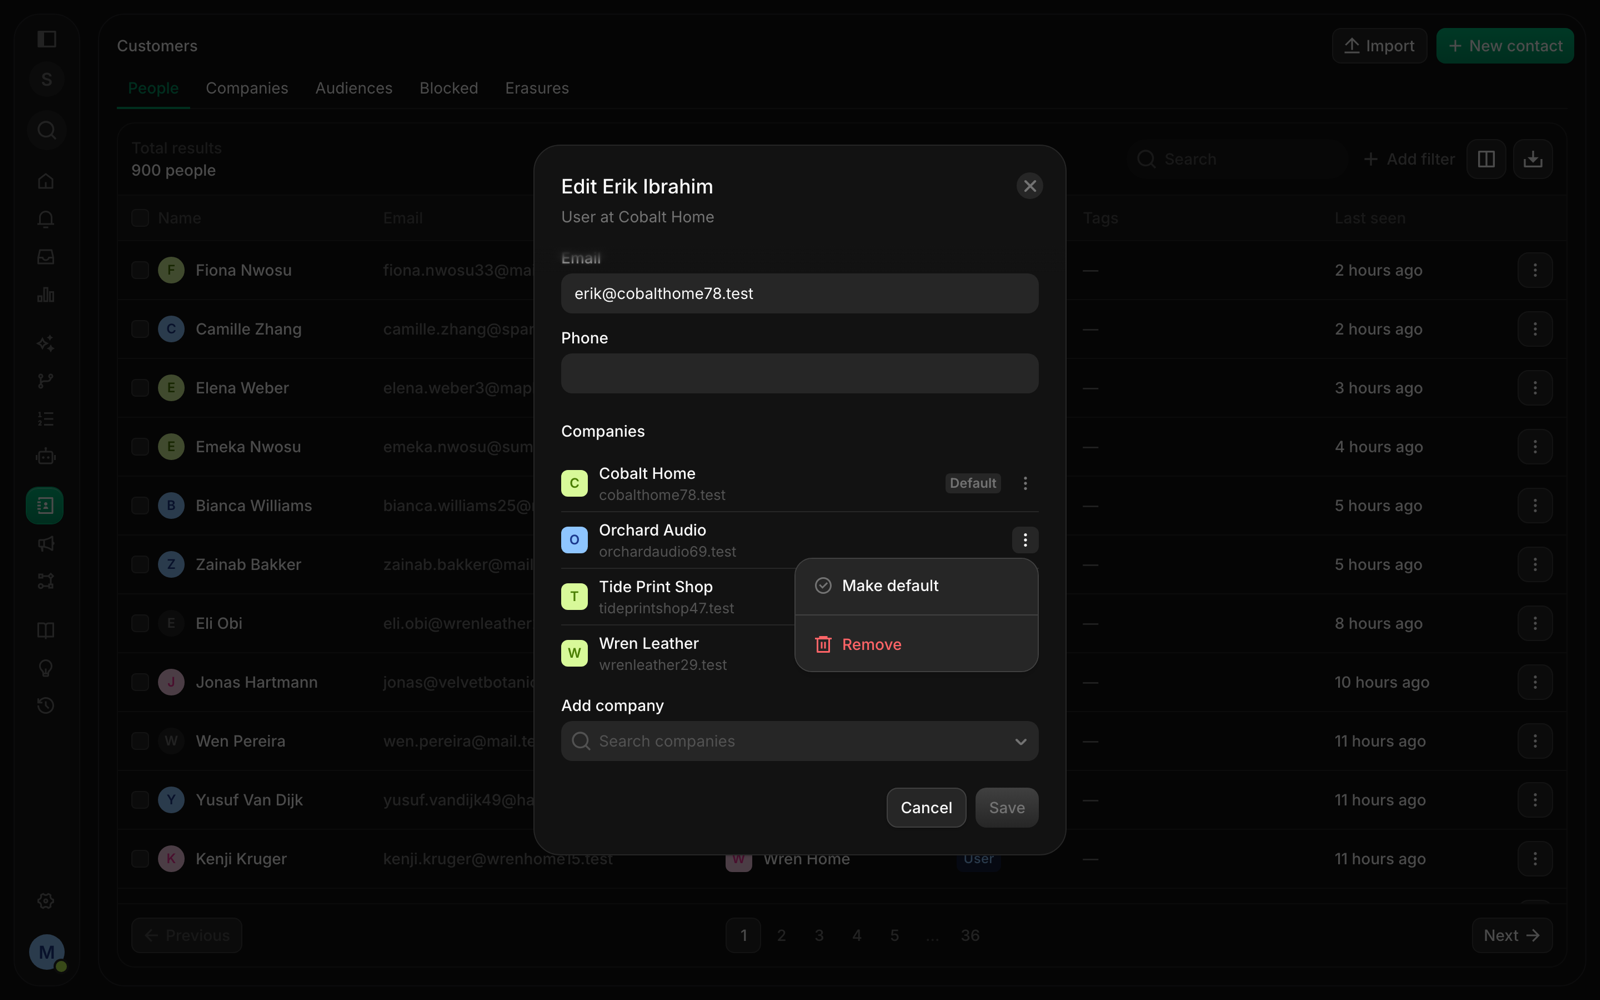 S
Customers
Import
+ New contact
People
Companies
Audiences
Blocked
Erasures
Total results
900 people
Search
+ Add filter
Name
Email
Tags
Last seen
F
Fiona Nwosu
fiona.nwosu33@mai
—
2 hours ago
C
Camille Zhang
camille.zhang@spar
—
2 hours ago
E
Elena Weber
elena.weber3@map
—
3 hours ago
E
Emeka Nwosu
emeka.nwosu@sum
—
4 hours ago
B
Bianca Williams
bianca.williams25@
—
5 hours ago
Z
Zainab Bakker
zainab.bakker@mail
—
5 hours ago
E
Eli Obi
eli.obi@wrenleather
—
8 hours ago
J
Jonas Hartmann
jonas@velvetbotanic
—
10 hours ago
W
Wen Pereira
wen.pereira@mail.te
—
11 hours ago
Y
Yusuf Van Dijk
yusuf.vandijk49@ha
—
11 hours ago
K
Kenji Kruger
kenji.kruger@wrenhome15.test
W
Wren Home
User
—
11 hours ago
Previous
1
2
3
4
5
...
36
Next
M
Edit Erik Ibrahim
User at Cobalt Home
Email
erik@cobalthome78.test
Phone
Companies
C
Cobalt Home
cobalthome78.test
Default
O
Orchard Audio
orchardaudio69.test
T
Tide Print Shop
tideprintshop47.test
W
Wren Leather
wrenleather29.test
Make default
Remove
Add company
Search companies
Cancel
Save